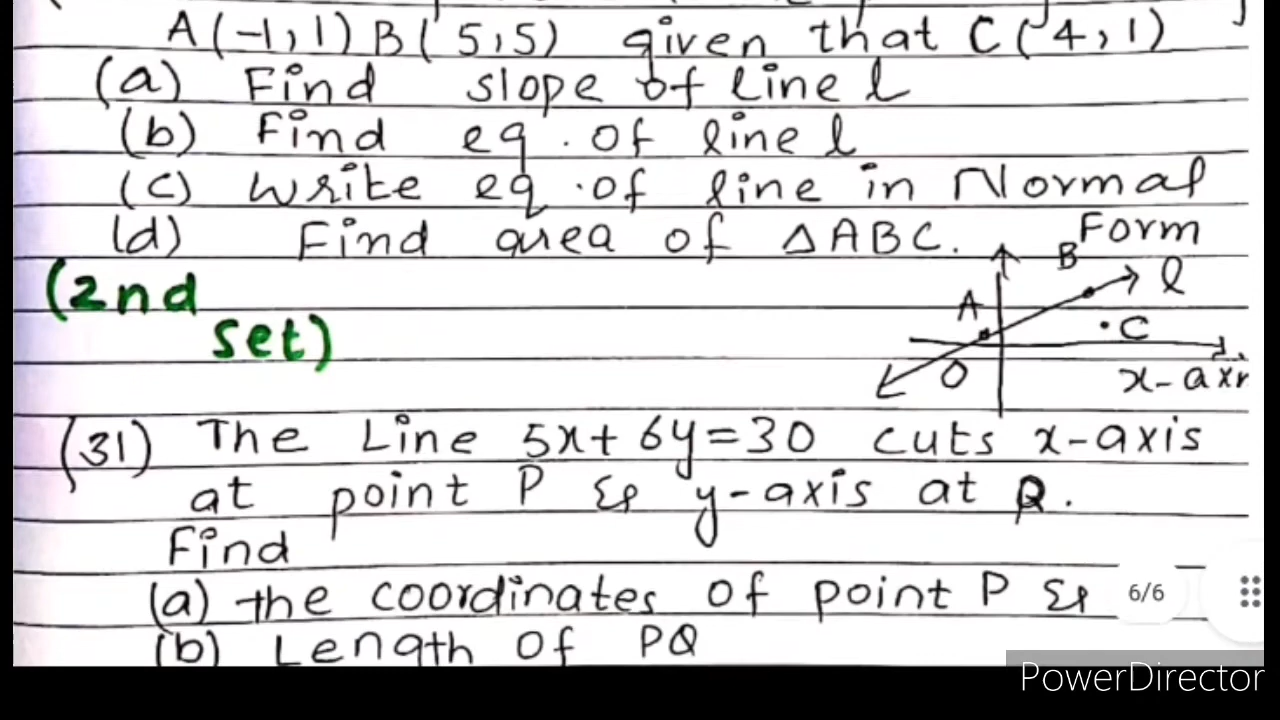 A(-1,1) B(5,5) given that C(4,1)
(a) Find slope of line l
(b) Find eq. of line l
(c) Write eq. of line in Normal
Form
(d) Find area of ΔABC.
B
l
A
C
O
x-axi
(2nd
set)
(31) The Line 5x+6y=30 cuts x-axis
at point P & y-axis at Q.
Find
(a) the coordinates of point P &
6/6
(b) Length of PQ
PowerDirector